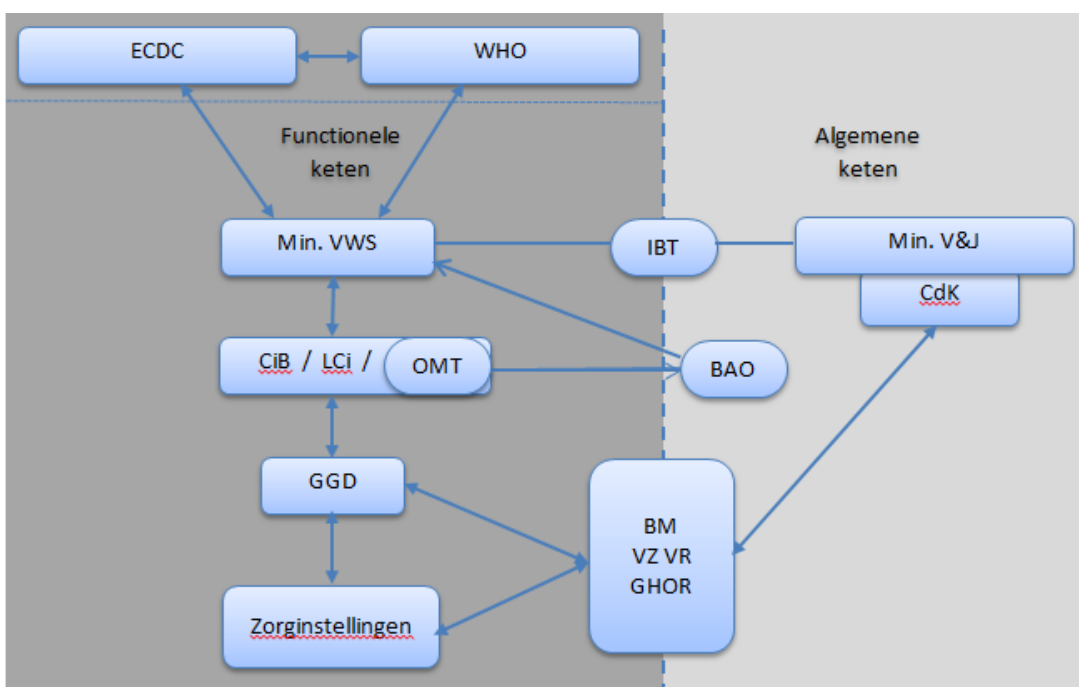 ECDC
WHO
Functionele
keten
Algemene
keten
Min. VWS
IBT
Min. V&J
CdK
CiB / LCi /
OMT
BAO
GGD
BM
VZ VR
GHOR
Zorginstellingen